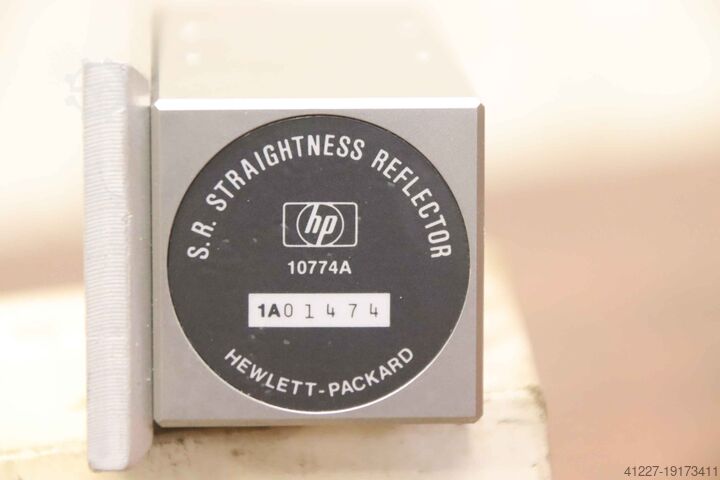 S.R. STRAIGHTNESS REFLECTOR
hp
10774A
1A01474
HEWLETT-PACKARD
41227-19173411